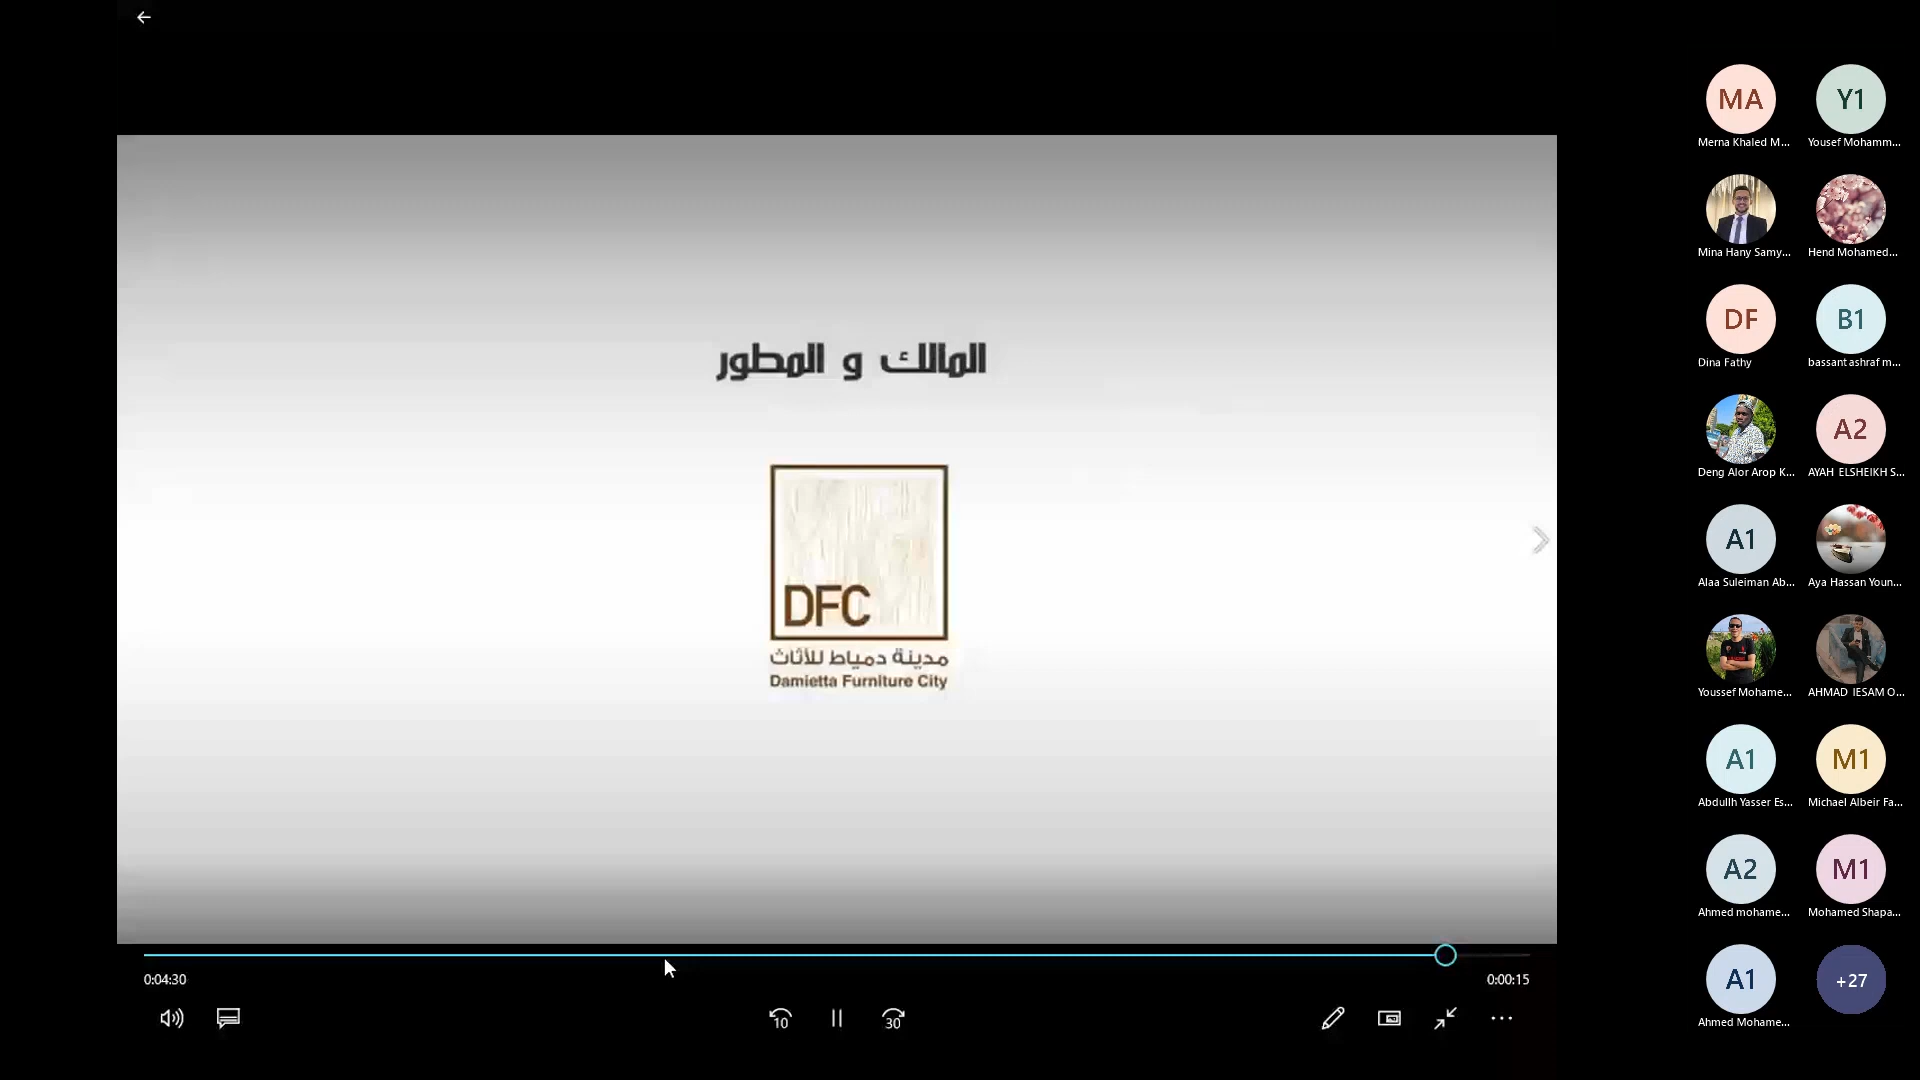 المالك و المطور
DFC
مدينة دمياط للأثاث
Damietta Furniture City
0:04:30
0:00:15
10
30
MA
Merna Khaled M...
Y1
Yousef Mohamm...
Mina Hany Samy...
Hend Mohamed...
DF
Dina Fathy
B1
bassant ashraf m...
Deng Alor Arop K...
A2
AYAH ELSHEIKH S...
A1
Alaa Suleiman Ab...
Aya Hassan Youn...
Youssef Mohame...
AHMAD IESAM O...
A1
Abdullh Yasser Es...
M1
Michael Albeir Fa...
A2
Ahmed mohame...
M1
Mohamed Shapa...
A1
Ahmed Mohame...
+27